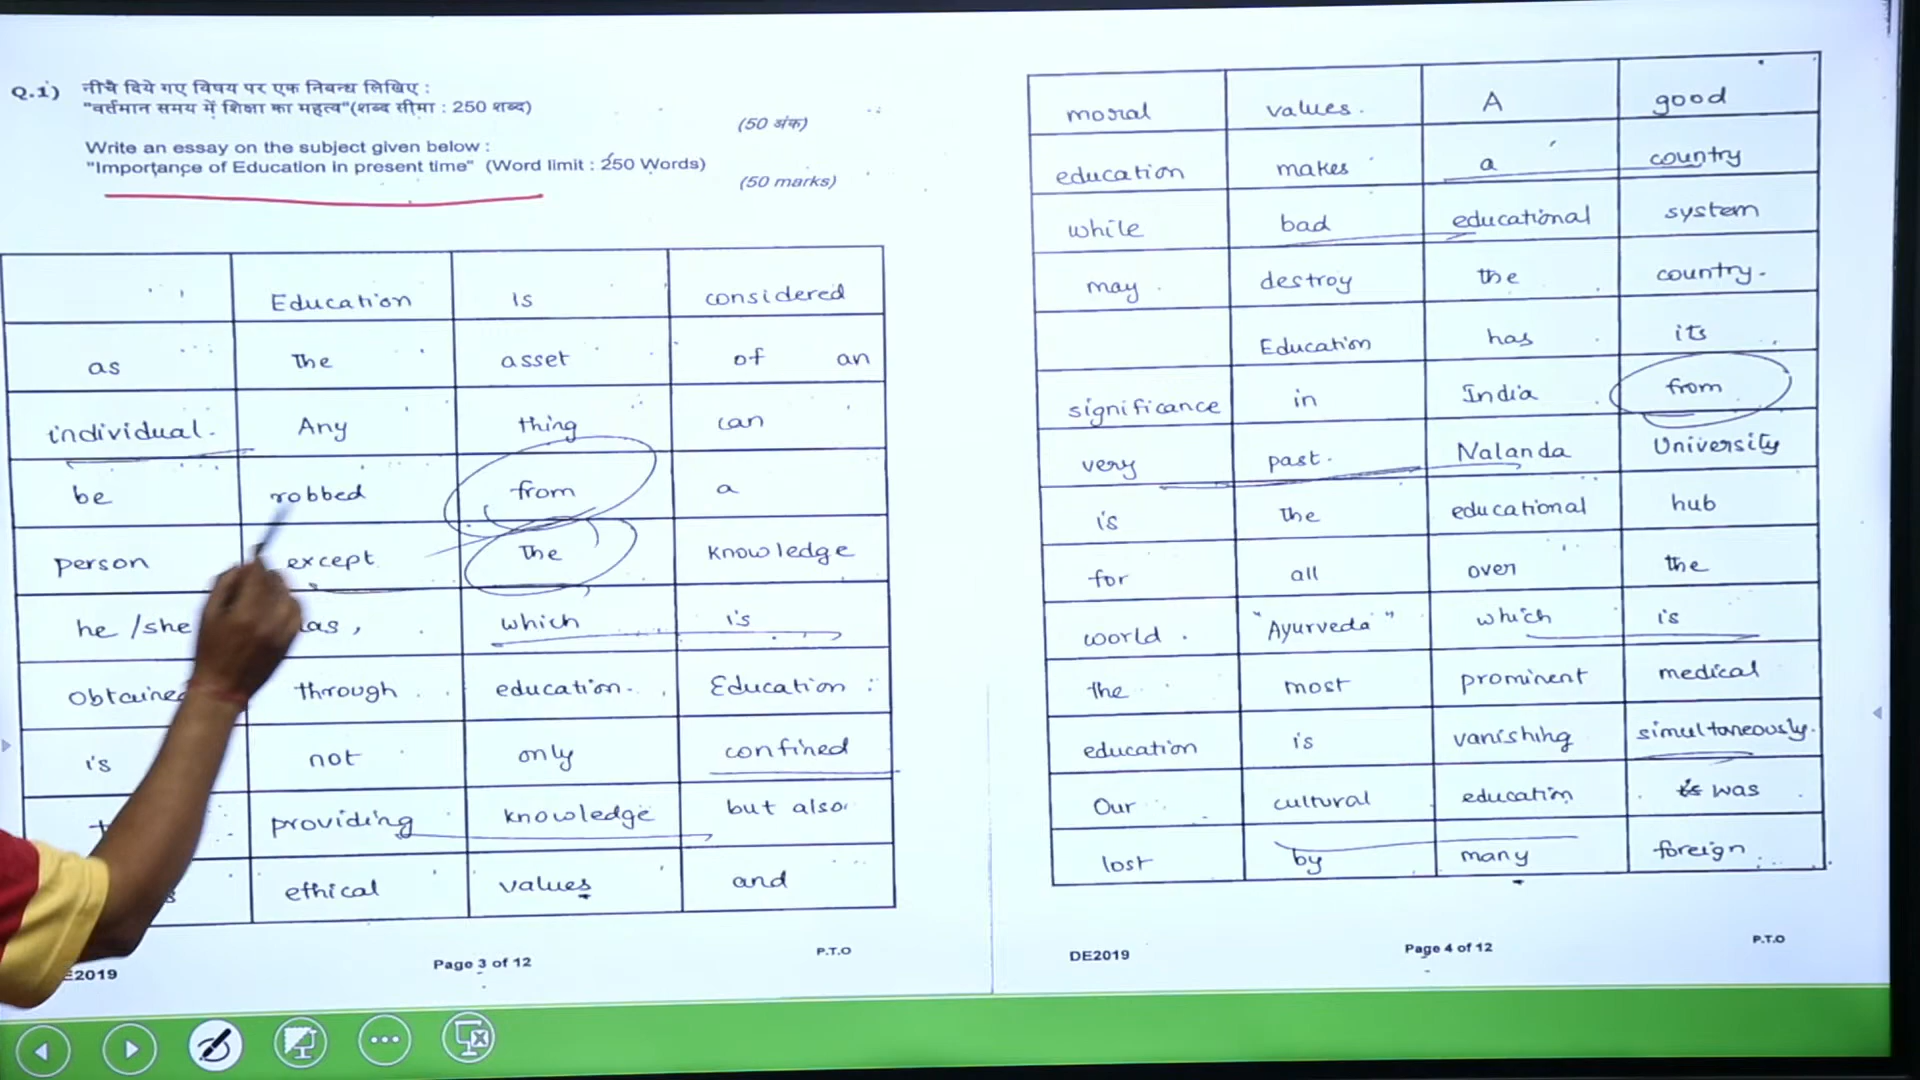 Q.1) नीचे दिये गए विषय पर एक निबन्ध लिखिए :
"वर्तमान समय में शिक्षा का महत्व"(शब्द सीमा : 250 शब्द)
(50 अंक)
Write an essay on the subject given below :
"Importance of Education in present time" (Word limit : 250 Words)
(50 marks)
Education is considered
as the asset of an
individual. Any thing can
be robbed from a
person except the knowledge
he/she has, which is
obtained through education. Education
is not only confined
providing knowledge but also
ethical values and
E2019 Page 3 of 12 P.T.O
moral values. A good
education makes a country
while bad educational system
may destroy the country.
Education has its
significance in India from
very past. Nalanda University
is the educational hub
for all over the
world. "Ayurveda" which is
the most prominent medical
education is vanishing simultaneously.
Our cultural education was
lost by many foreign
DE2019 Page 4 of 12 P.T.O